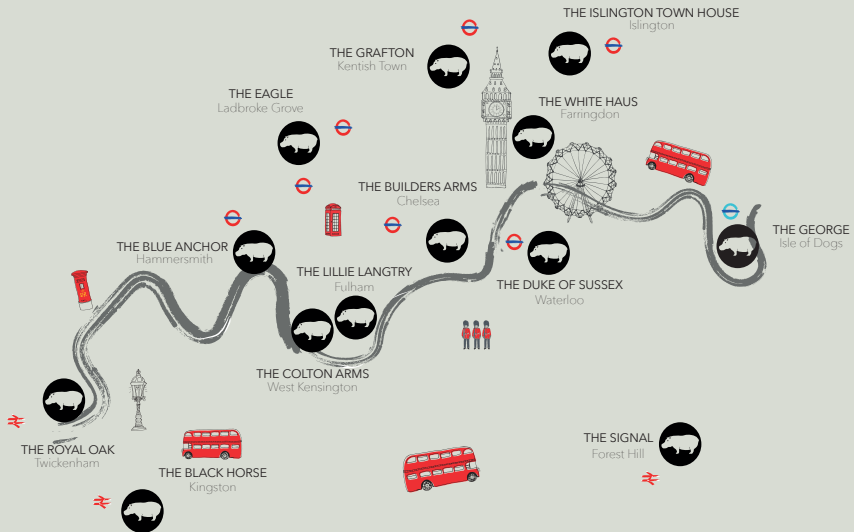 THE ISLINGTON TOWN HOUSE
Islington
THE GRAFTON
Kentish Town
THE EAGLE
Ladbroke Grove
THE WHITE HAUS
Farringdon
THE BUILDERS ARMS
Chelsea
THE GEORGE
Isle of Dogs
THE BLUE ANCHOR
Hammersmith
THE LILLIE LANGTRY
Fulham
THE DUKE OF SUSSEX
Waterloo
THE COLTON ARMS
West Kensington
THE SIGNAL
Forest Hill
THE ROYAL OAK
Twickenham
THE BLACK HORSE
Kingston